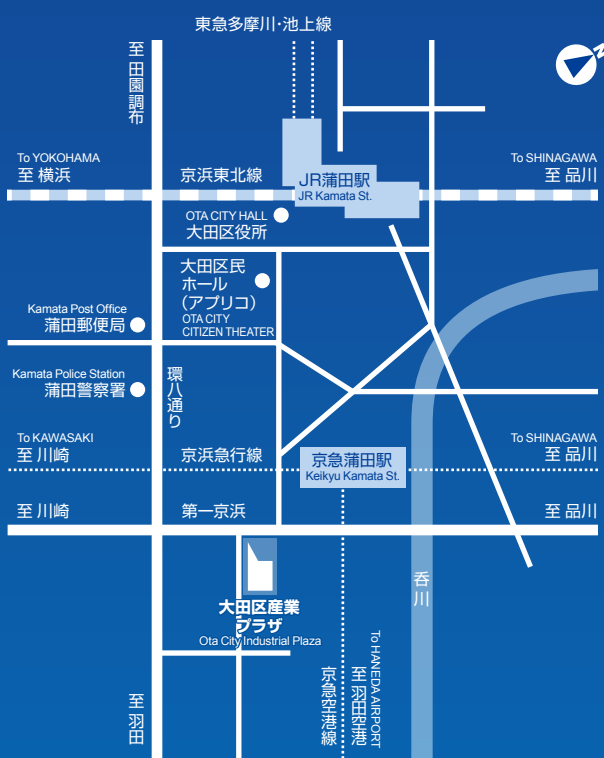 東急多摩川・池上線
至 田園調布
N
To YOKOHAMA
至 横浜
京浜東北線
JR蒲田駅
JR Kamata St.
To SHINAGAWA
至 品川
OTA CITY HALL
大田区役所
大田区民
ホール
（アプリコ）
OTA CITY
CITIZEN THEATER
Kamata Post Office
蒲田郵便局
Kamata Police Station
蒲田警察署
環八通り
To KAWASAKI
至 川崎
京浜急行線
京急蒲田駅
Keikyu Kamata St.
To SHINAGAWA
至 品川
至 川崎
第一京浜
至 品川
大田区産業
プラザ
Ota City Industrial Plaza
呑川
至 羽田
京急空港線
至 羽田空港
To HANEDA AIRPORT